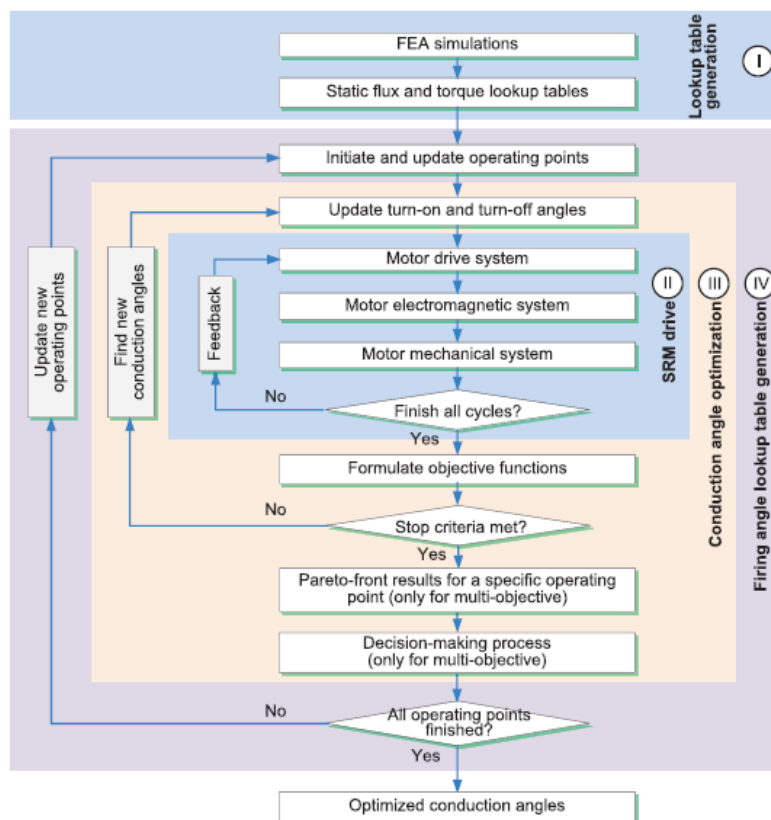 FEA simulations
Static flux and torque lookup tables
Lookup table
generation
I
Initiate and update operating points
Update turn-on and turn-off angles
Motor drive system
Motor electromagnetic system
Motor mechanical system
Finish all cycles?
No
Yes
Feedback
Find new
conduction angles
Update new
operating points
II
SRM drive
III
Conduction angle optimization
IV
Firing angle lookup table generation
Formulate objective functions
Stop criteria met?
No
Yes
Pareto-front results for a specific operating
point (only for multi-objective)
Decision-making process
(only for multi-objective)
All operating points
finished?
No
Yes
Optimized conduction angles